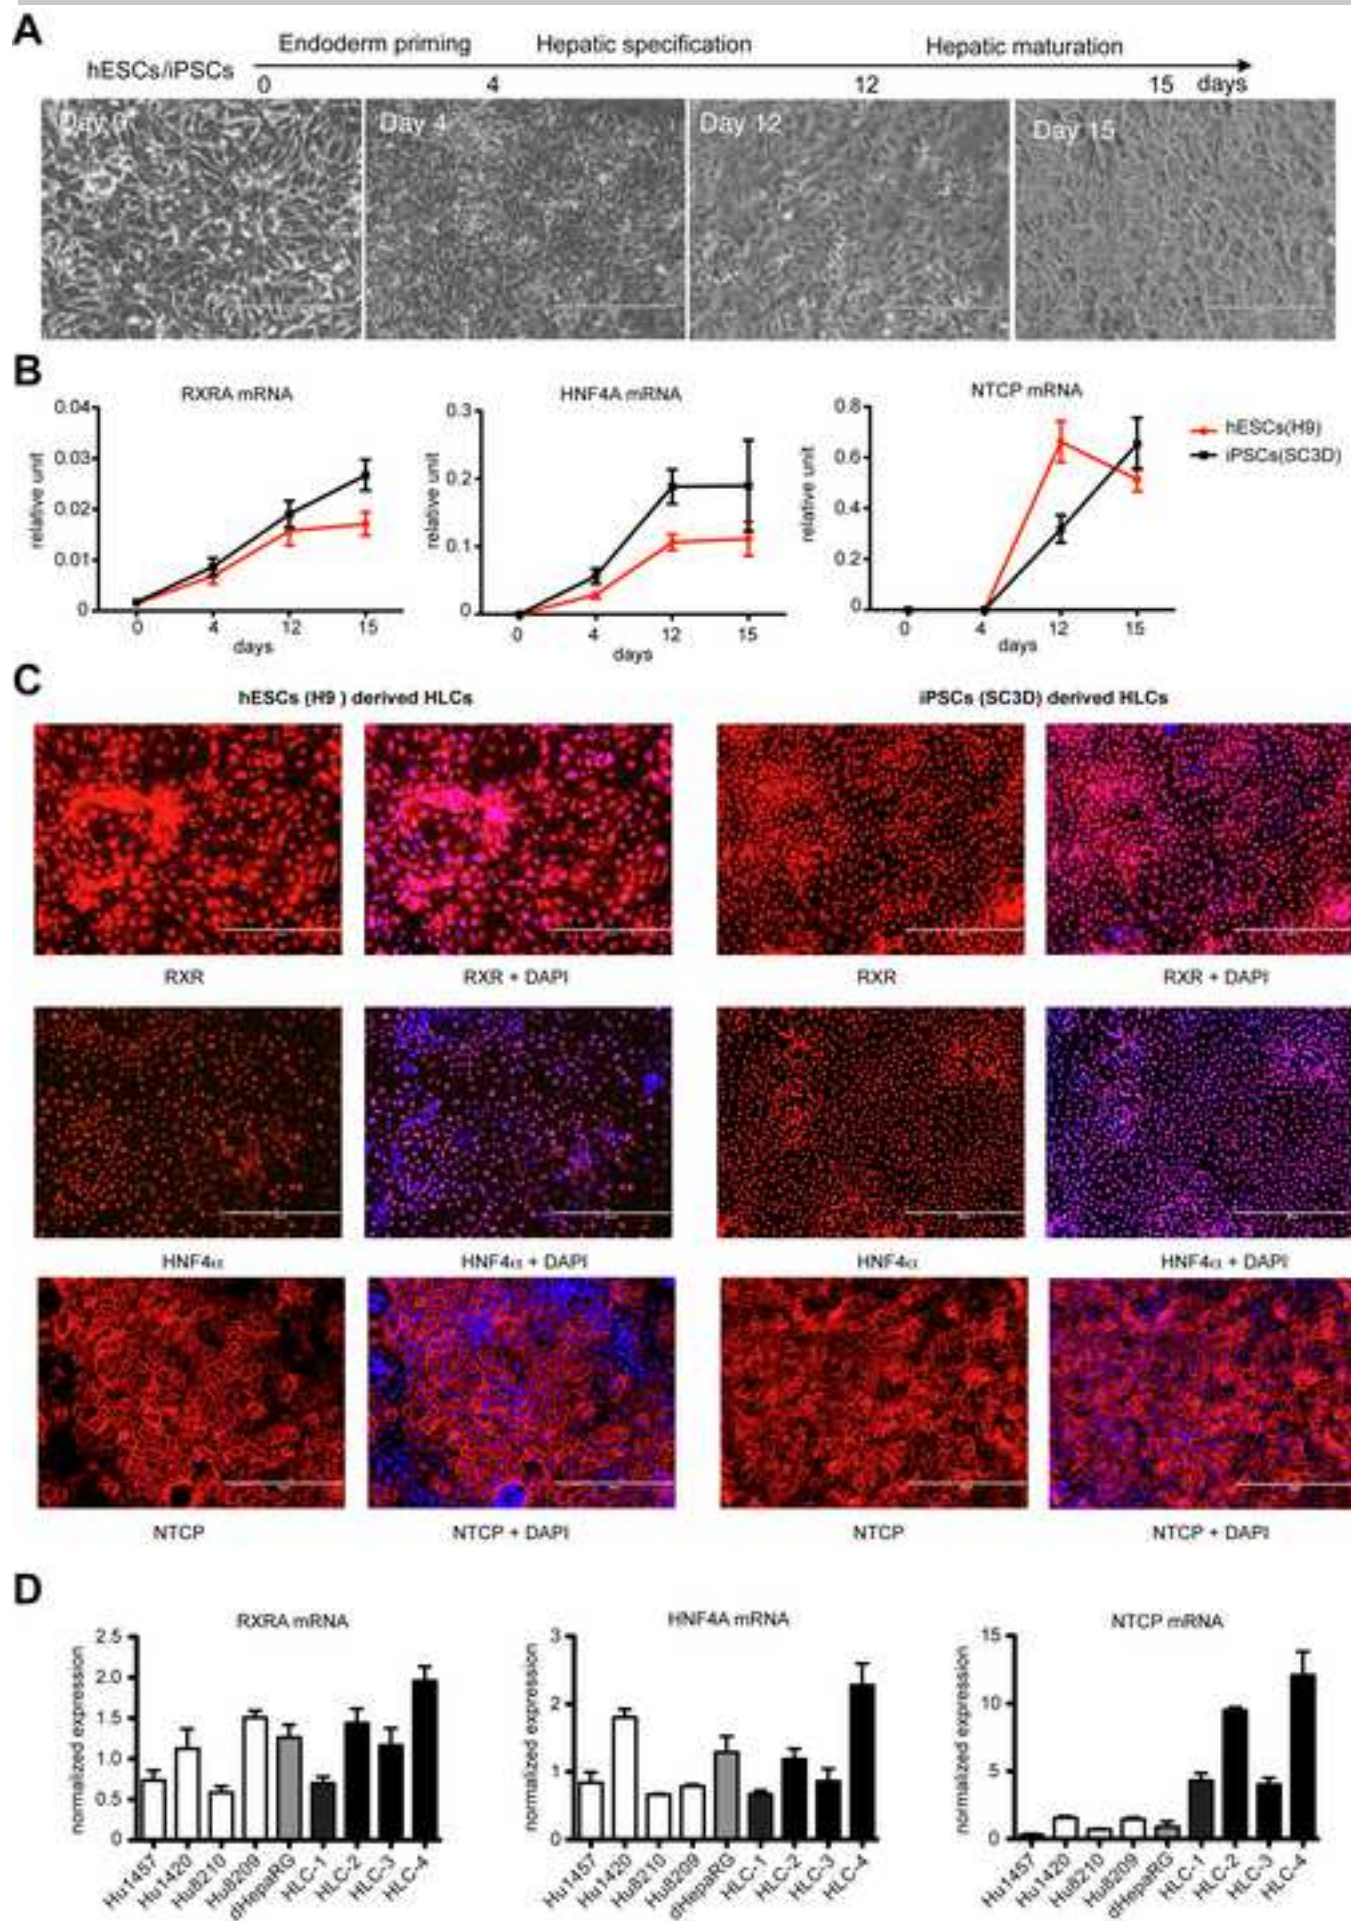 A
Endoderm priming Hepatic specification Hepatic maturation
hESCs/iPSCs
0 4 12 15 days
Day 0 Day 4 Day 12 Day 15
B
RXRA mRNA
relative unit
0.04
0.03
0.02
0.01
0
0 4 12 15
days
HNF4A mRNA
relative unit
0.3
0.2
0.1
0
0 4 12 15
days
NTCP mRNA
relative unit
0.8
0.6
0.4
0.2
0
0 4 12 15
days
hESCs(H9)
iPSCs(SC3D)
C
hESCs (H9 ) derived HLCs iPSCs (SC3D) derived HLCs
RXR RXR + DAPI RXR RXR + DAPI
HNF4α HNF4α + DAPI HNF4α HNF4α + DAPI
NTCP NTCP + DAPI NTCP NTCP + DAPI
D
RXRA mRNA
normalized expression
2.5
2.0
1.5
1.0
0.5
0
Hu1457 Hu1420 Hu8210 Hu8209 dHepaRG HLC-1 HLC-2 HLC-3 HLC-4
HNF4A mRNA
normalized expression
3
2
1
0
Hu1457 Hu1420 Hu8210 Hu8209 dHepaRG HLC-1 HLC-2 HLC-3 HLC-4
NTCP mRNA
normalized expression
15
10
5
0
Hu1457 Hu1420 Hu8210 Hu8209 dHepaRG HLC-1 HLC-2 HLC-3 HLC-4